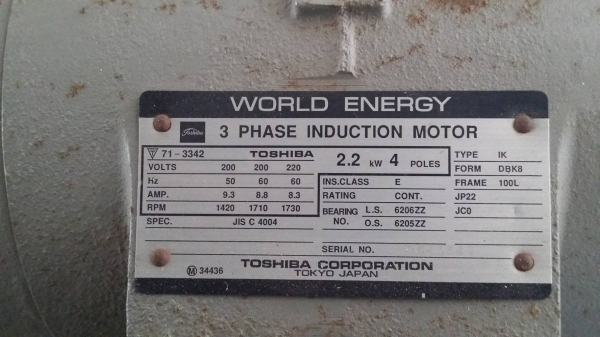 WORLD ENERGY
Toshiba 3 PHASE INDUCTION MOTOR
71-3342 TOSHIBA
VOLTS 200 200 220
Hz 50 60 60
AMP. 9.3 8.8 8.3
RPM 1420 1710 1730
SPEC. JIS C 4004
2.2 kW 4 POLES
INS.CLASS E
RATING CONT.
BEARING NO. L.S. 6206ZZ
O.S. 6205ZZ
SERIAL NO.
TYPE IK
FORM DBK8
FRAME 100L
JP22
JC0
M 34436
TOSHIBA CORPORATION
TOKYO JAPAN